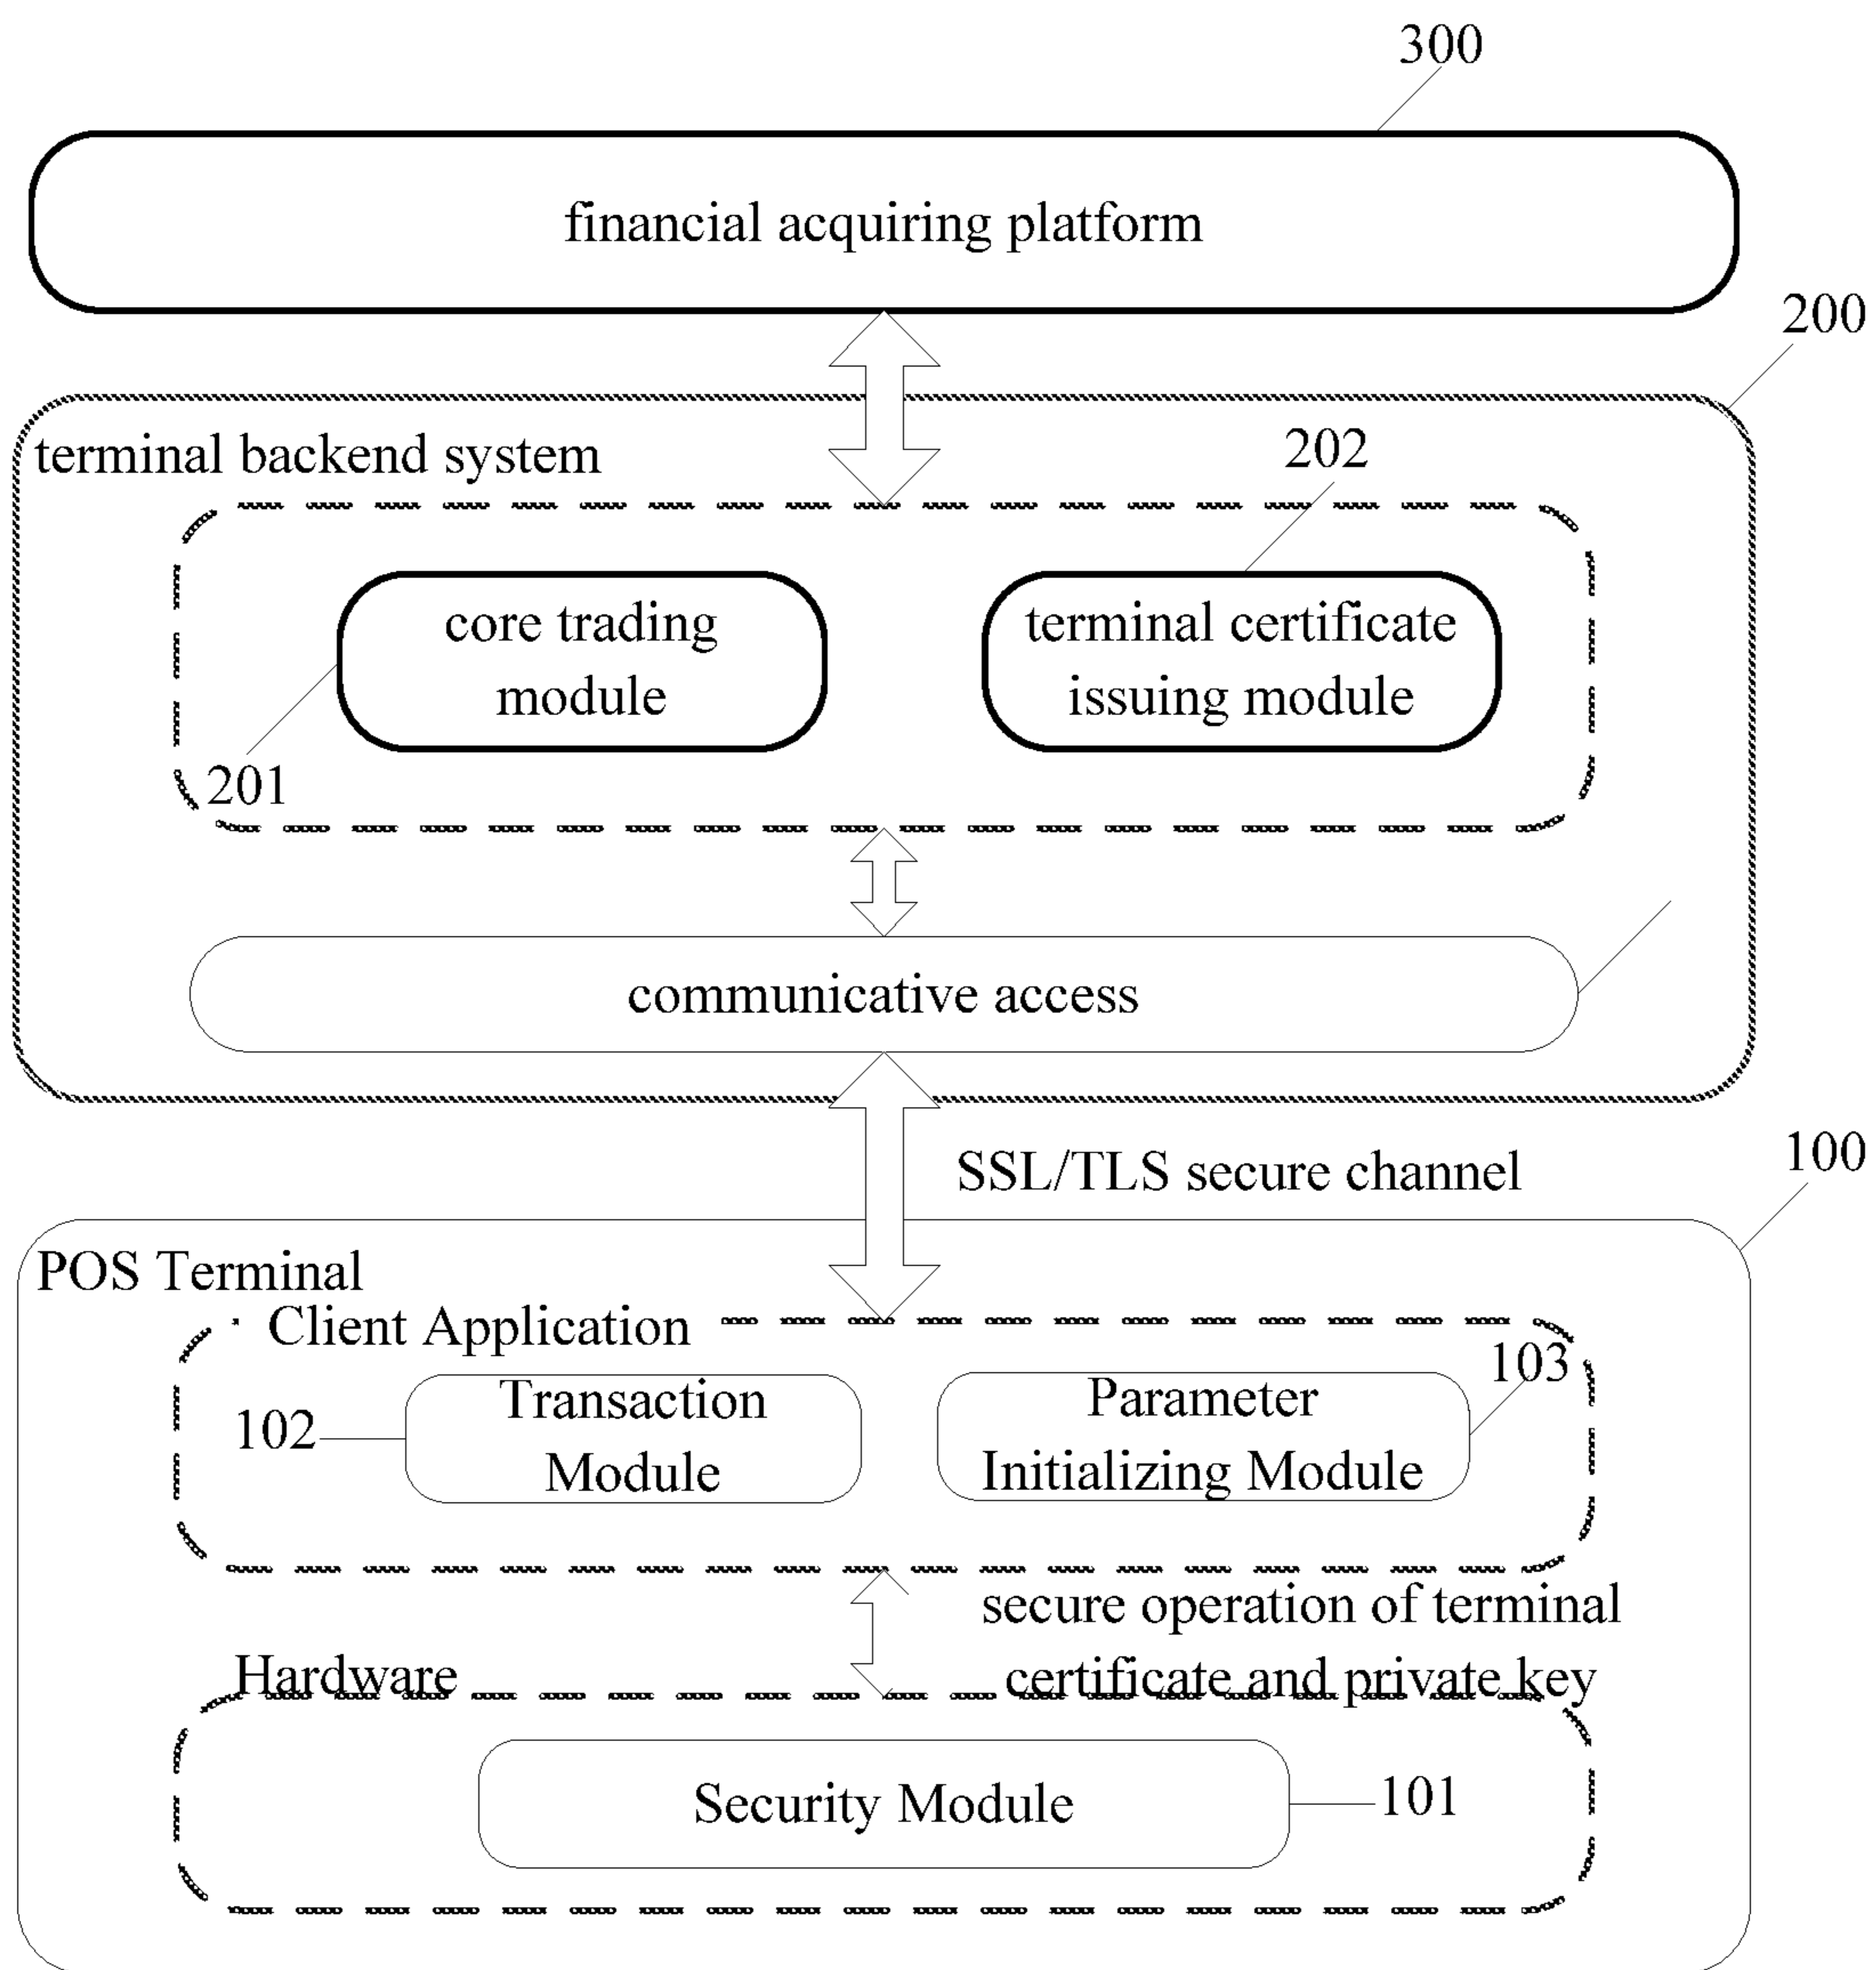 300
financial acquiring platform
200
terminal backend system
202
core trading
module
terminal certificate
issuing module
201
communicative access
SSL/TLS secure channel
100
POS Terminal
Client Application
103
102
Transaction
Module
Parameter
Initializing Module
secure operation of terminal
certificate and private key
Hardware
Security Module
101